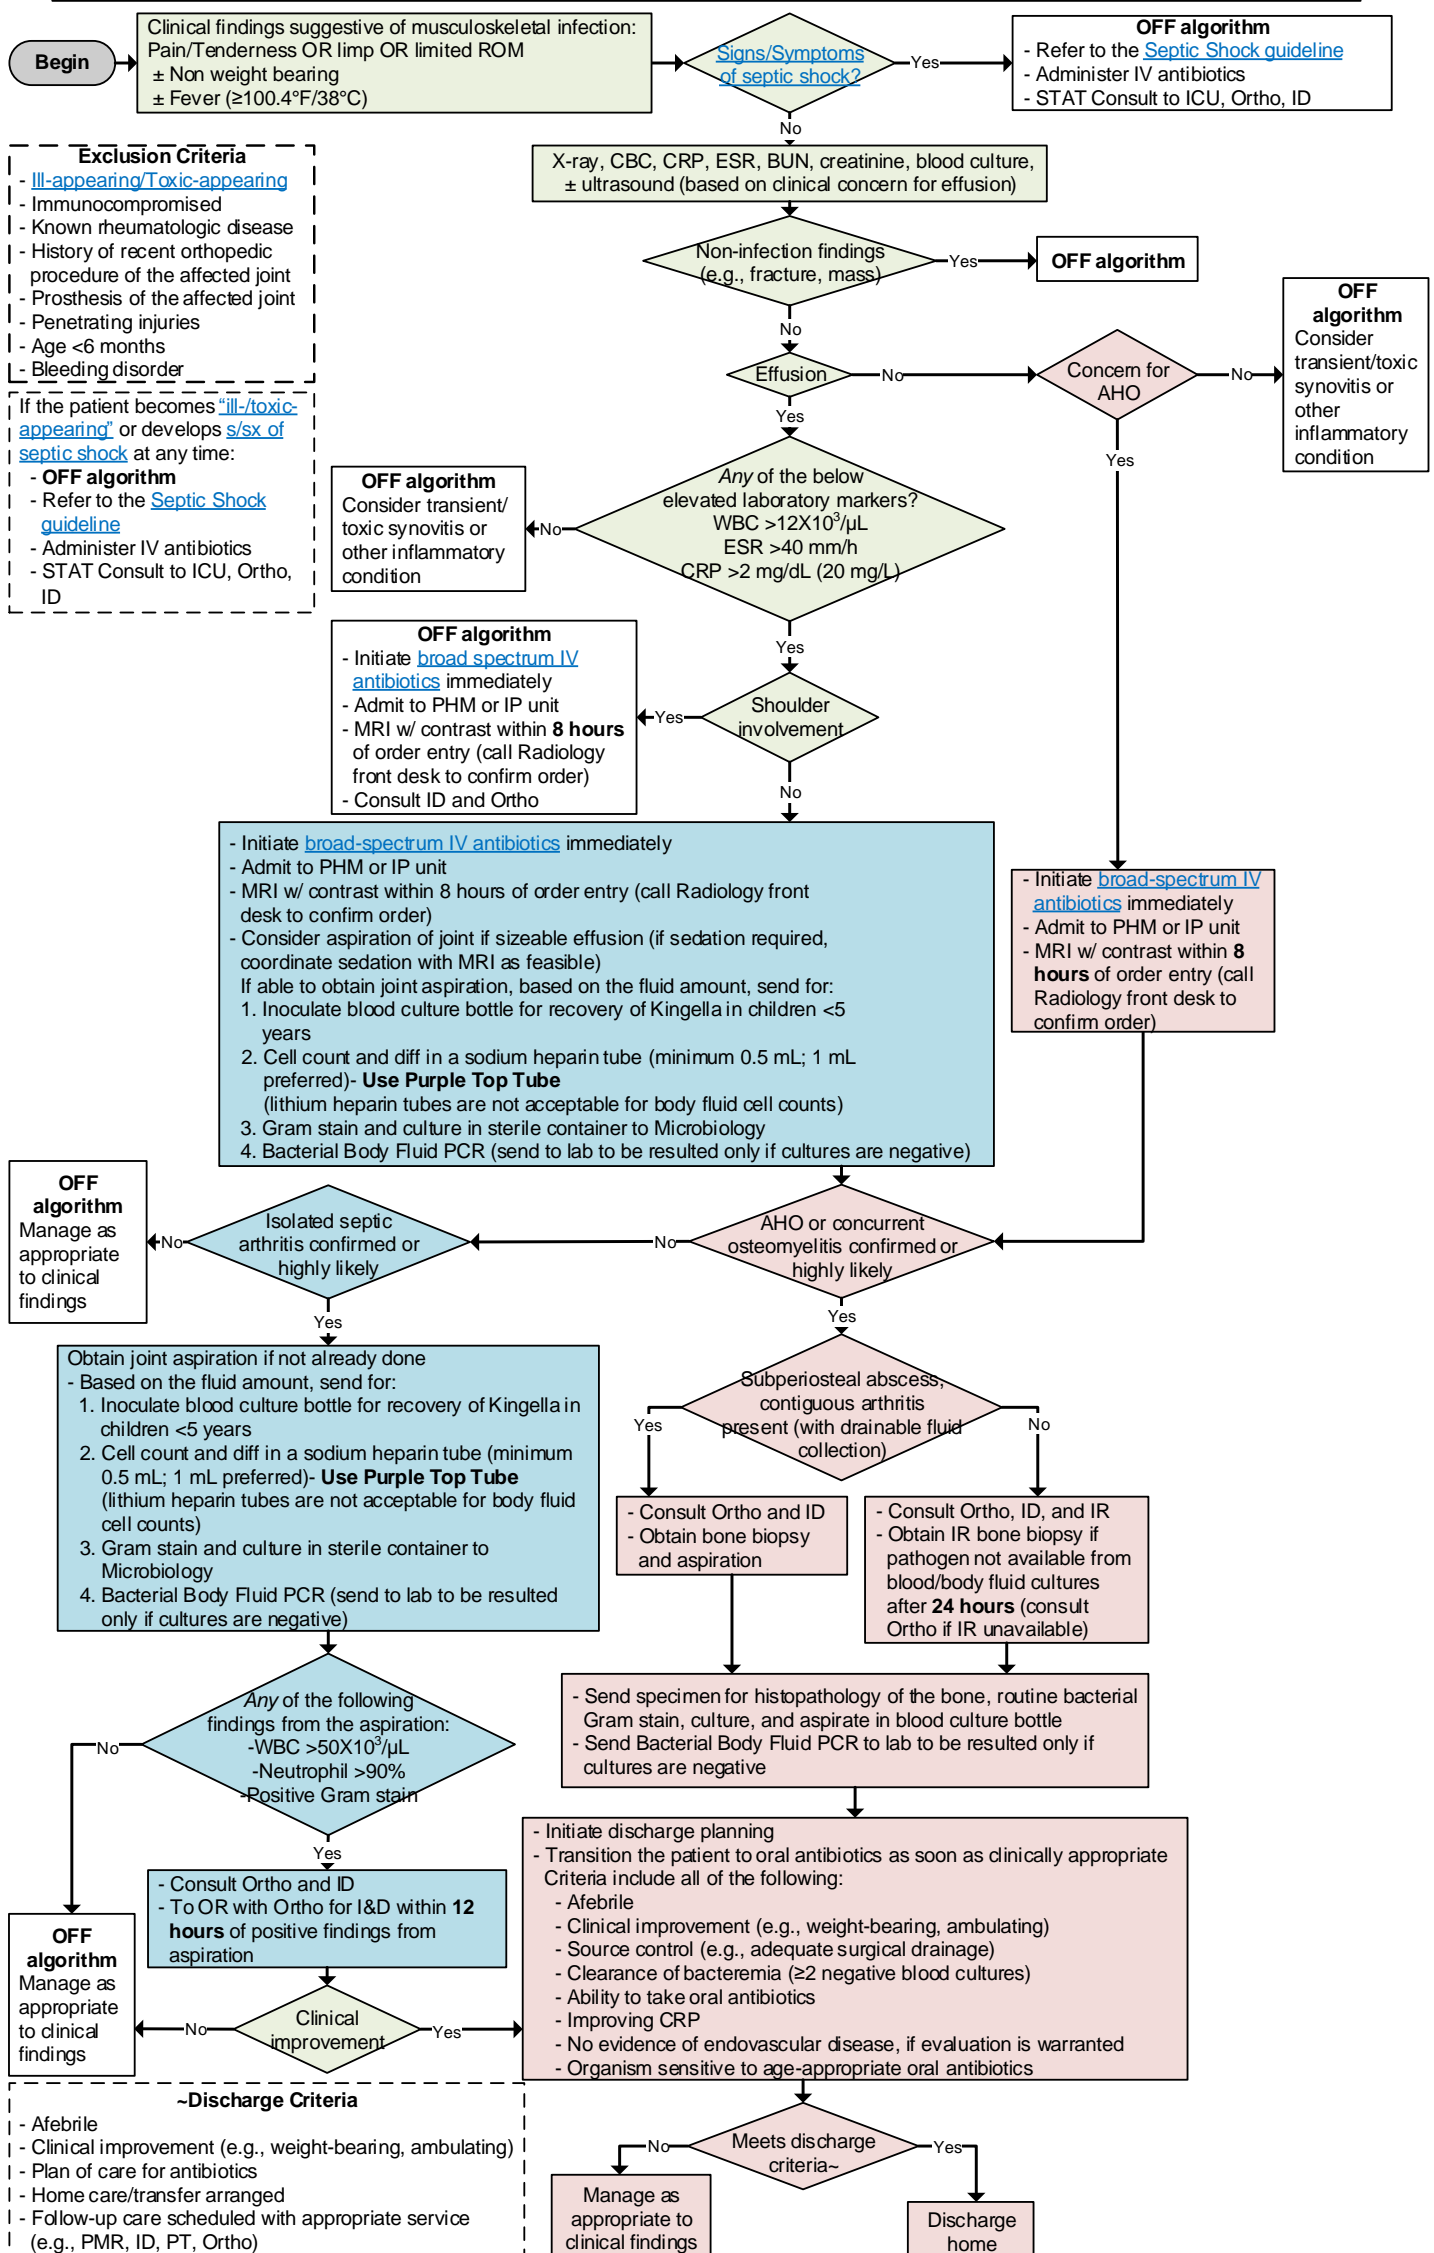 Begin
Clinical findings suggestive of musculoskeletal infection:
Pain/Tenderness OR limp OR limited ROM
± Non weight bearing
± Fever (≥100.4°F/38°C)
Signs/Symptoms
of septic shock?
Yes
OFF algorithm
- Refer to the Septic Shock guideline
- Administer IV antibiotics
- STAT Consult to ICU, Ortho, ID
No
Exclusion Criteria
- Ill-appearing/Toxic-appearing
- Immunocompromised
- Known rheumatologic disease
- History of recent orthopedic
procedure of the affected joint
- Prosthesis of the affected joint
- Penetrating injuries
- Age <6 months
- Bleeding disorder
X-ray, CBC, CRP, ESR, BUN, creatinine, blood culture,
± ultrasound (based on clinical concern for effusion)
Non-infection findings
(e.g., fracture, mass)
Yes
OFF algorithm
No
Effusion
No
Concern for
AHO
No
OFF
algorithm
Consider
transient/toxic
synovitis or
other
inflammatory
condition
Yes
Yes
If the patient becomes "ill-/toxic-
appearing" or develops s/sx of
septic shock at any time:
- OFF algorithm
- Refer to the Septic Shock
guideline
- Administer IV antibiotics
- STAT Consult to ICU, Ortho,
ID
Any of the below
elevated laboratory markers?
WBC >12X10³/µL
ESR >40 mm/h
CRP >2 mg/dL (20 mg/L)
No
OFF algorithm
Consider transient/
toxic synovitis or
other inflammatory
condition
Yes
Shoulder
involvement
Yes
OFF algorithm
- Initiate broad spectrum IV
antibiotics immediately
- Admit to PHM or IP unit
- MRI w/ contrast within 8 hours
of order entry (call Radiology
front desk to confirm order)
- Consult ID and Ortho
No
- Initiate broad-spectrum IV antibiotics immediately
- Admit to PHM or IP unit
- MRI w/ contrast within 8 hours of order entry (call Radiology front
desk to confirm order)
- Consider aspiration of joint if sizeable effusion (if sedation required,
coordinate sedation with MRI as feasible)
If able to obtain joint aspiration, based on the fluid amount, send for:
1. Inoculate blood culture bottle for recovery of Kingella in children <5
years
2. Cell count and diff in a sodium heparin tube (minimum 0.5 mL; 1 mL
preferred)- Use Purple Top Tube
(lithium heparin tubes are not acceptable for body fluid cell counts)
3. Gram stain and culture in sterile container to Microbiology
4. Bacterial Body Fluid PCR (send to lab to be resulted only if cultures are negative)
- Initiate broad-spectrum IV
antibiotics immediately
- Admit to PHM or IP unit
- MRI w/ contrast within 8
hours of order entry (call
Radiology front desk to
confirm order)
AHO or concurrent
osteomyelitis confirmed or
highly likely
No
Isolated septic
arthritis confirmed or
highly likely
No
OFF
algorithm
Manage as
appropriate
to clinical
findings
Yes
Yes
Obtain joint aspiration if not already done
- Based on the fluid amount, send for:
1. Inoculate blood culture bottle for recovery of Kingella in
children <5 years
2. Cell count and diff in a sodium heparin tube (minimum
0.5 mL; 1 mL preferred)- Use Purple Top Tube
(lithium heparin tubes are not acceptable for body fluid
cell counts)
3. Gram stain and culture in sterile container to
Microbiology
4. Bacterial Body Fluid PCR (send to lab to be resulted
only if cultures are negative)
Subperiosteal abscess,
contiguous arthritis
present (with drainable fluid
collection)
Yes
No
- Consult Ortho and ID
- Obtain bone biopsy
and aspiration
- Consult Ortho, ID, and IR
- Obtain IR bone biopsy if
pathogen not available from
blood/body fluid cultures
after 24 hours (consult
Ortho if IR unavailable)
Any of the following
findings from the aspiration:
-WBC >50X10³/µL
-Neutrophil >90%
-Positive Gram stain
No
Yes
- Send specimen for histopathology of the bone, routine bacterial
Gram stain, culture, and aspirate in blood culture bottle
- Send Bacterial Body Fluid PCR to lab to be resulted only if
cultures are negative
- Consult Ortho and ID
- To OR with Ortho for I&D within 12
hours of positive findings from
aspiration
OFF
algorithm
Manage as
appropriate
to clinical
findings
No
Clinical
improvement
Yes
- Initiate discharge planning
- Transition the patient to oral antibiotics as soon as clinically appropriate
Criteria include all of the following:
- Afebrile
- Clinical improvement (e.g., weight-bearing, ambulating)
- Source control (e.g., adequate surgical drainage)
- Clearance of bacteremia (≥2 negative blood cultures)
- Ability to take oral antibiotics
- Improving CRP
- No evidence of endovascular disease, if evaluation is warranted
- Organism sensitive to age-appropriate oral antibiotics
~Discharge Criteria
- Afebrile
- Clinical improvement (e.g., weight-bearing, ambulating)
- Plan of care for antibiotics
- Home care/transfer arranged
- Follow-up care scheduled with appropriate service
(e.g., PMR, ID, PT, Ortho)
Meets discharge
criteria~
No
Yes
Manage as
appropriate to
clinical findings
Discharge
home